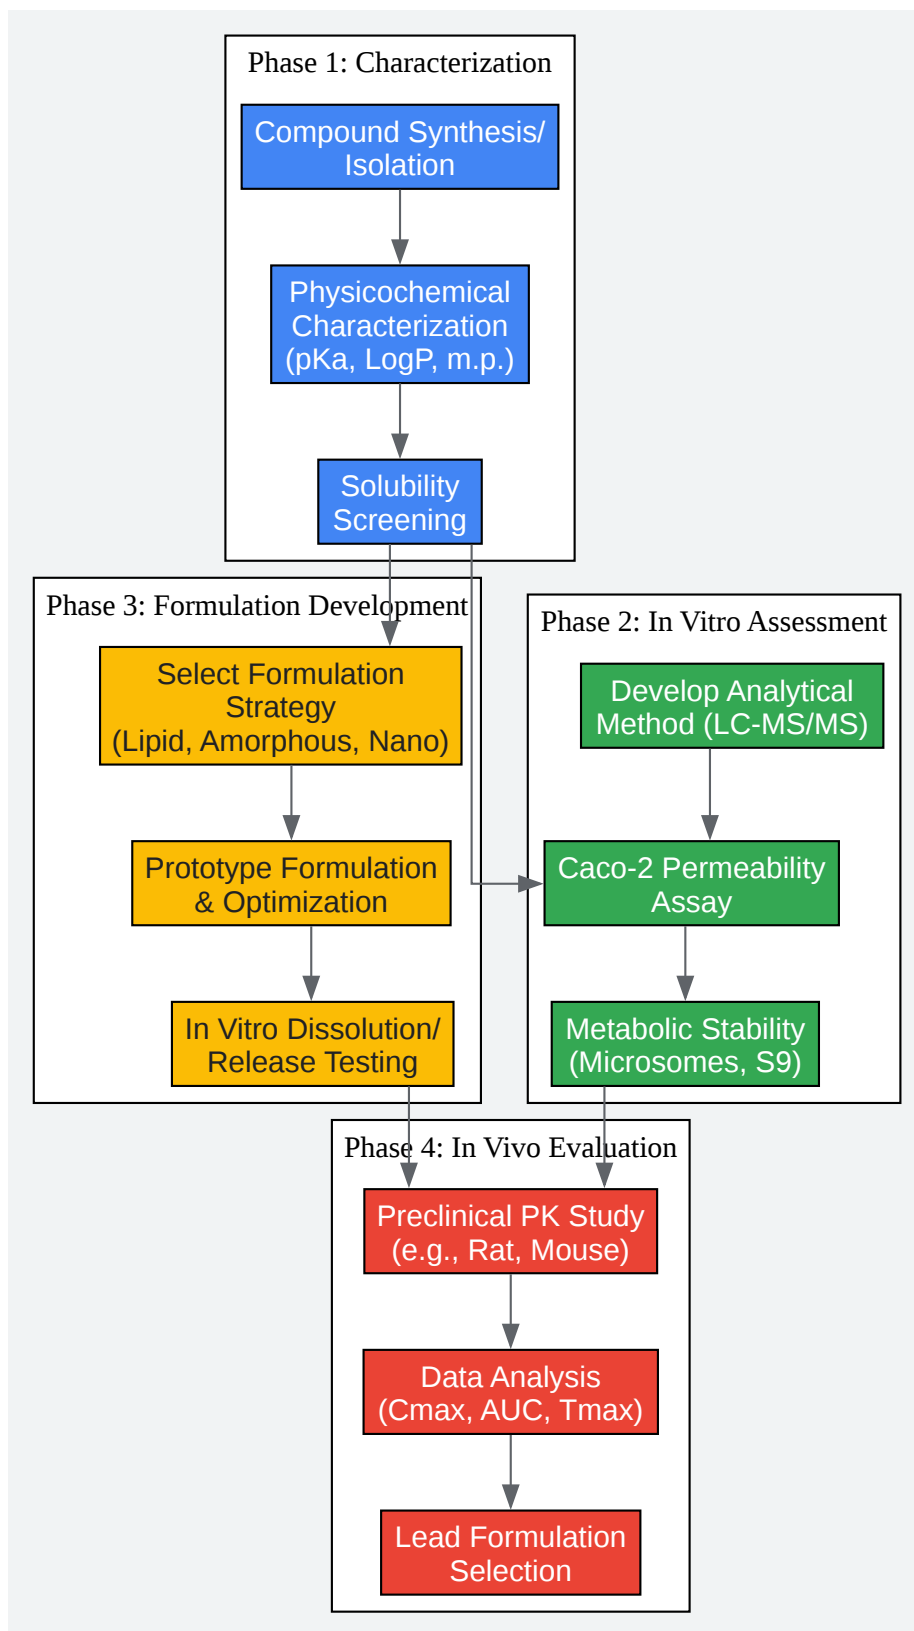 Phase 1: Characterization
Compound Synthesis/
Isolation
Physicochemical
Characterization
(pKa, LogP, m.p.)
Solubility
Screening
Phase 3: Formulation Development
Select Formulation
Strategy
(Lipid, Amorphous, Nano)
Prototype Formulation
& Optimization
In Vitro Dissolution/
Release Testing
Phase 2: In Vitro Assessment
Develop Analytical
Method (LC-MS/MS)
Caco-2 Permeability
Assay
Metabolic Stability
(Microsomes, S9)
Phase 4: In Vivo Evaluation
Preclinical PK Study
(e.g., Rat, Mouse)
Data Analysis
(Cmax, AUC, Tmax)
Lead Formulation
Selection